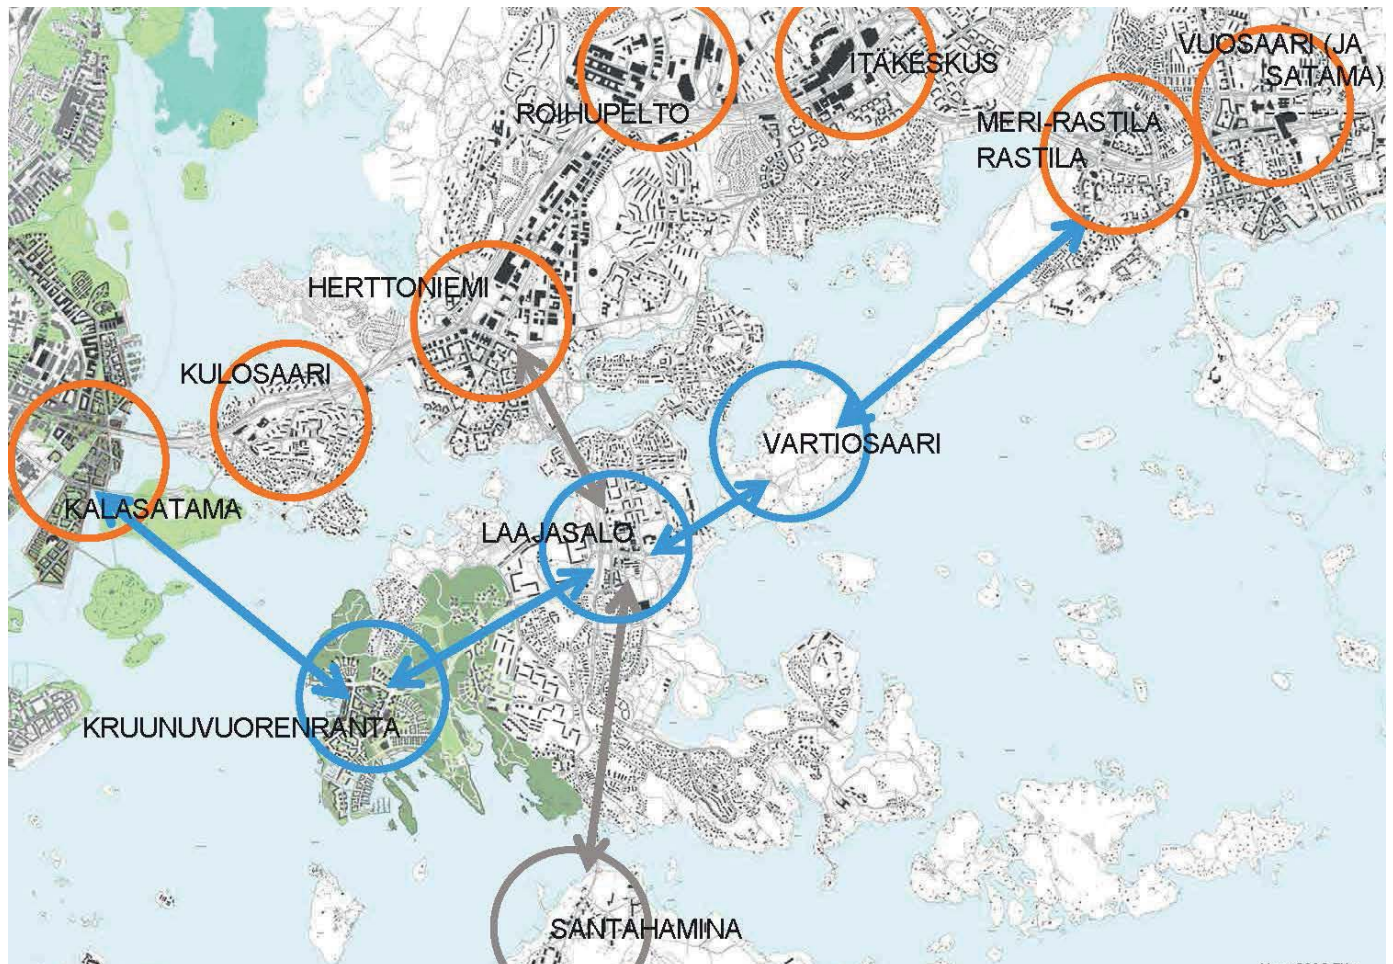 VUOSAARI (JA
SATAMA)
ITÄKESKUS
ROIHUPELTO
MERI-RASTILA
RASTILA
HERTTONIEMI
KULOSAARI
VARTIOSAARI
KALASATAMA
LAAJASALO
KRUUNUVUORENRANTA
SANTAHAMINA